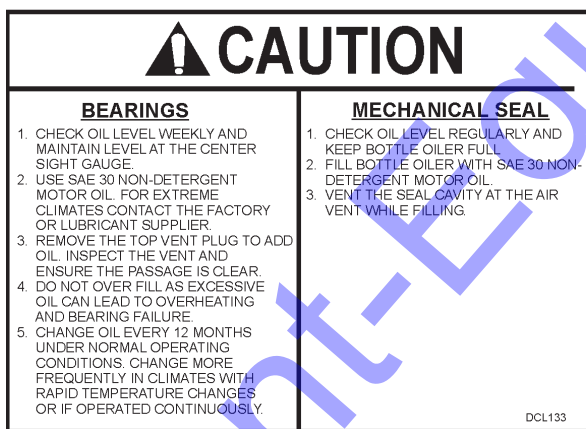 CAUTION
BEARINGS
1. CHECK OIL LEVEL WEEKLY AND
MAINTAIN LEVEL AT THE CENTER
SIGHT GAUGE.
2. USE SAE 30 NON-DETERGENT
MOTOR OIL. FOR EXTREME
CLIMATES CONTACT THE FACTORY
OR LUBRICANT SUPPLIER.
3. REMOVE THE TOP VENT PLUG TO ADD
OIL. INSPECT THE VENT AND
ENSURE THE PASSAGE IS CLEAR.
4. DO NOT OVER FILL AS EXCESSIVE
OIL CAN LEAD TO OVERHEATING
AND BEARING FAILURE.
5. CHANGE OIL EVERY 12 MONTHS
UNDER NORMAL OPERATING
CONDITIONS. CHANGE MORE
FREQUENTLY IN CLIMATES WITH
RAPID TEMPERATURE CHANGES
OR IF OPERATED CONTINUOUSLY.
MECHANICAL SEAL
1. CHECK OIL LEVEL REGULARLY AND
KEEP BOTTLE OILER FULL
2. FILL BOTTLE OILER WITH SAE 30 NON-
DETERGENT MOTOR OIL.
3. VENT THE SEAL CAVITY AT THE AIR
VENT WHILE FILLING.
DCL133